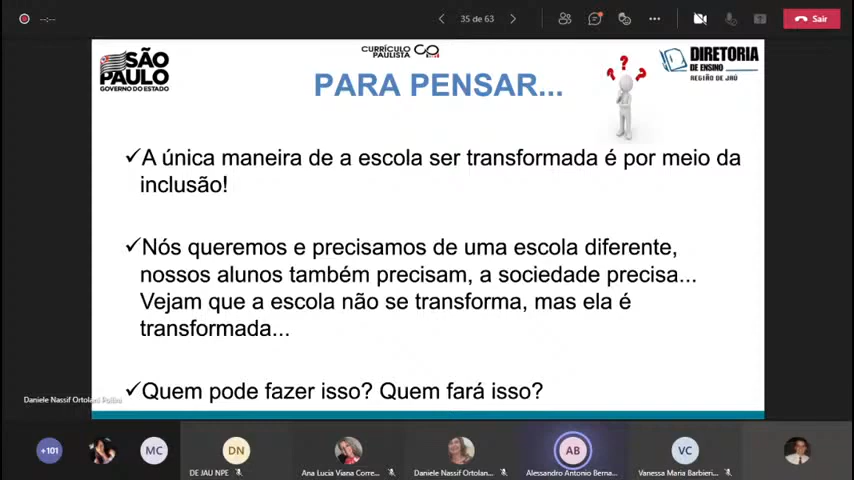 --:--
35 de 63
Sair
SÃO
PAULO
GOVERNO DO ESTADO
CURRÍCULO
PAULISTA
DIRETORIA
DE ENSINO
REGIÃO DE JAÚ
PARA PENSAR...
? ? ?
✓A única maneira de a escola ser transformada é por meio da
inclusão!
✓Nós queremos e precisamos de uma escola diferente,
nossos alunos também precisam, a sociedade precisa...
Vejam que a escola não se transforma, mas ela é
transformada...
✓Quem pode fazer isso? Quem fará isso?
Daniele Nassif Ortolani
+101
MC
DN
AB
VC
DE JAU NPE
Ana Lucia Viana Corre...
Daniele Nassif Ortolan...
Alessandro Antonio Berna...
Vanessa Maria Barbieri...